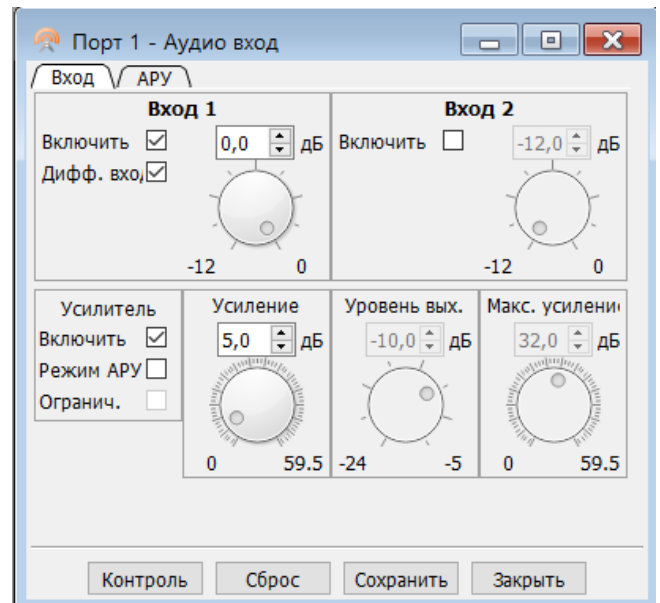 Порт 1 - Аудио вход
Вход
АРУ
Вход 1
Включить
0,0 дБ
Дифф. вход
-12 0
Вход 2
Включить
-12,0 дБ
-12 0
Усилитель
Включить
Режим АРУ
Огранич.
Усиление
5,0 дБ
0 59.5
Уровень вых.
-10,0 дБ
-24 -5
Макс. усилени
32,0 дБ
0 59.5
Контроль
Сброс
Сохранить
Закрыть